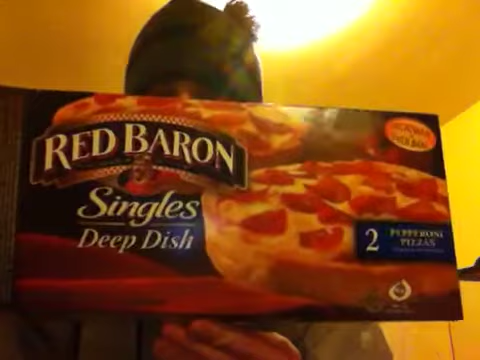 RED BARON
Singles
Deep Dish
2 PEPPERONI
PIZZAS